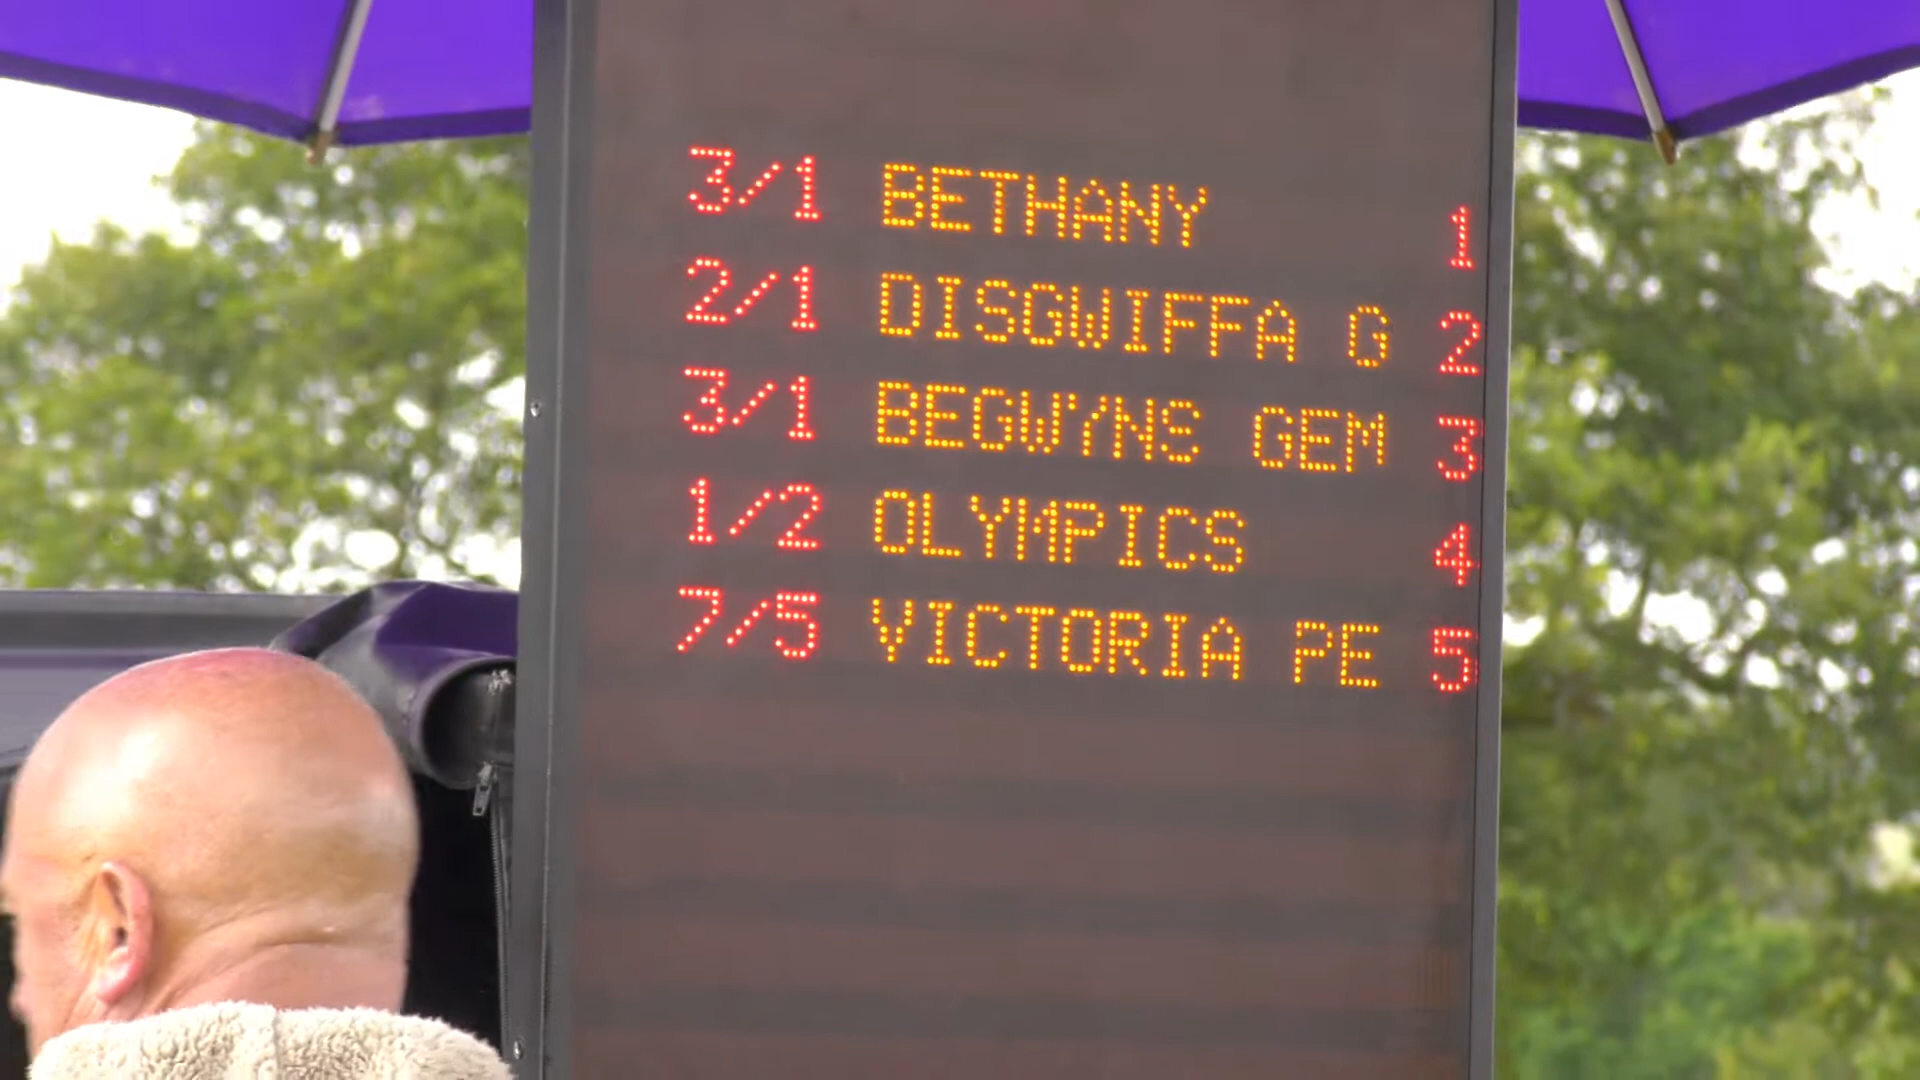 3/1 BETHANY 1
2/1 DISGWIFFA G 2
3/1 BEGWYNS GEM 3
1/2 OLYMPICS 4
7/5 VICTORIA PE 5